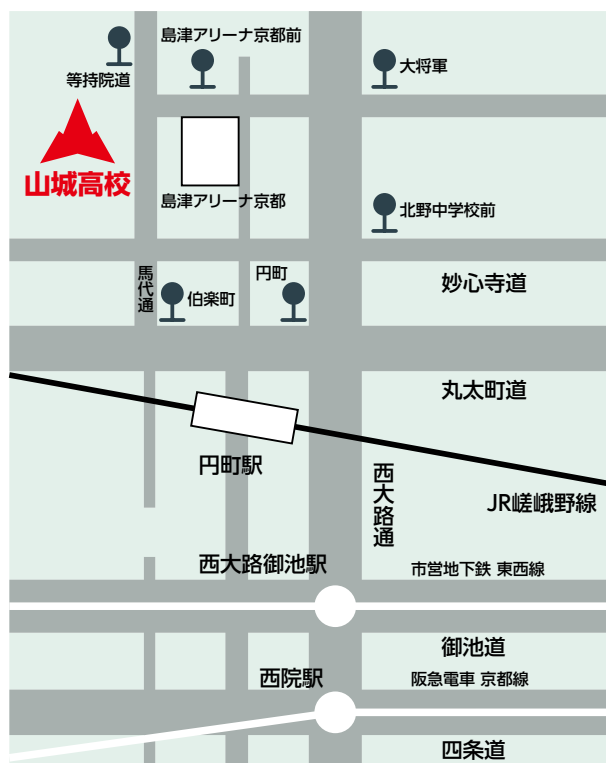 島津アリーナ京都前
等持院道
大将軍
山城高校
島津アリーナ京都
北野中学校前
馬代通
伯楽町
円町
妙心寺道
丸太町道
円町駅
西大路通
JR嵯峨野線
西大路御池駅
市営地下鉄 東西線
御池道
西院駅
阪急電車 京都線
四条道